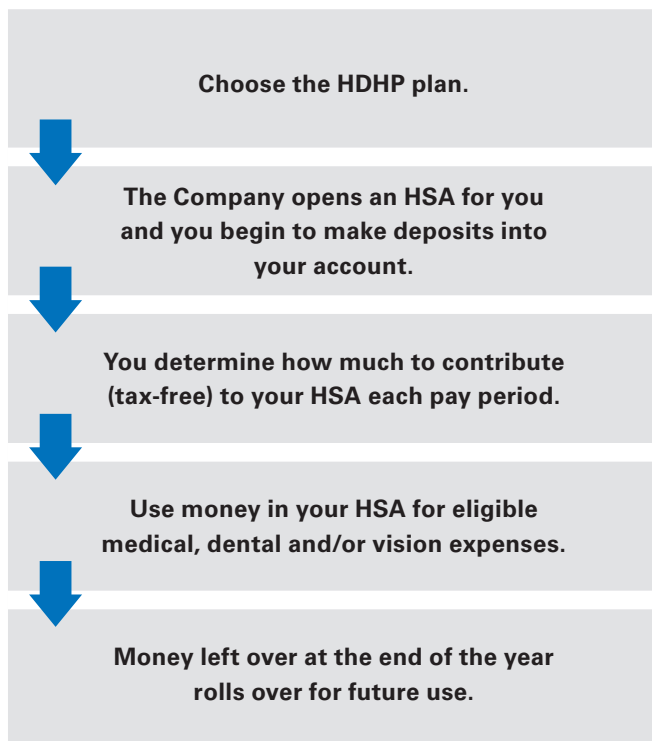 Choose the HDHP plan.
The Company opens an HSA for you
and you begin to make deposits into
your account.
You determine how much to contribute
(tax-free) to your HSA each pay period.
Use money in your HSA for eligible
medical, dental and/or vision expenses.
Money left over at the end of the year
rolls over for future use.